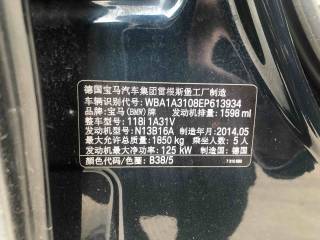 德国宝马汽车集团雷根斯堡工厂制造
车辆识别代号: WBA1A3108EP613934
品牌: 宝马(BMW)牌 发动机排量: 1598 ml
整车型号: 118I 1A31V
发动机型号: N13B16A 制造年月: 2014.05
最大允许总质量: 1850 kg 乘坐人数: 5 人
发动机最大净功率: 125 kW 制造国: 德国
颜色代码/色圈: B38/5